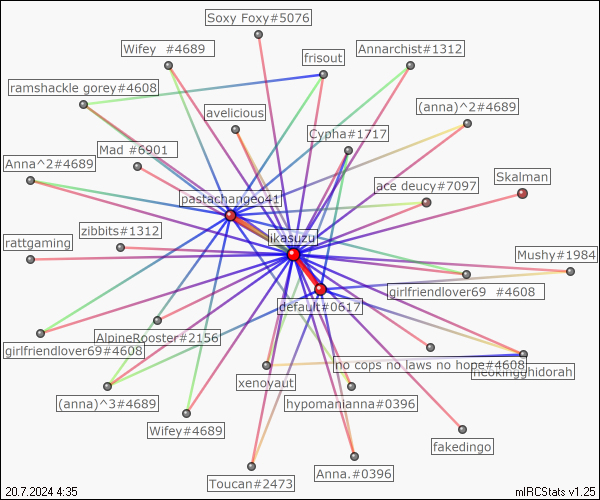 Soxy Foxy#5076
Wifey #4689
Annarchist#1312
frisout
ramshackle gorey#4608
(anna)^2#4689
avelicious
Cypha#1717
Mad #6901
Anna^2#4689
Skalman
ace deucy#7097
pastachangeo41
zibbits#1312
ikasuzu
rattgaming
Mushy#1984
girlfriendlover69 #4608
default#0617
AlpineRooster#2156
girlfriendlover69#4608
no cops no laws no hope#4608
neokingghidorah
xenoyaut
(anna)^3#4689
hypomanianna#0396
Wifey#4689
fakedingo
Anna.#0396
Toucan#2473
20.7.2024 4:35
mIRCStats v1.25